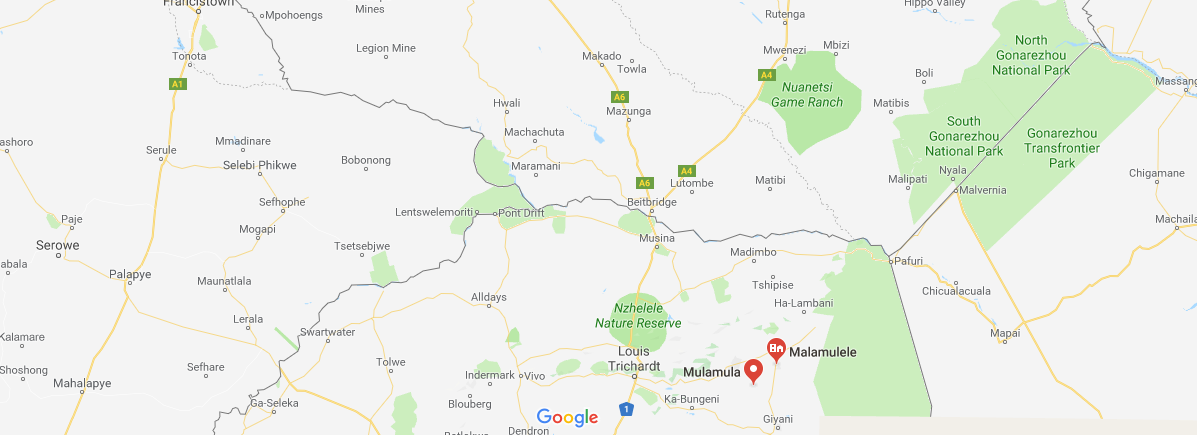 Francistown
Mpohoengs
Mines
Rutenga
Hippo Valley
Legion Mine
Tonota
Makado
Towla
Mwenezi
Mbizi
North
Gonarezhou
National Park
A1
A4
Boli
Massang
Nuanetsi
Game Ranch
Hwali
A6
Mazunga
Matibis
Machachuta
South
Gonarezhou
National Park
Gonarezhou
Transfrontier
Park
ashoro
Mmadinare
Serule
Selebi Phikwe
Bobonong
Maramani
A4
A6
Lutombe
Matibi
Malipati
Nyala
Malvernia
Chigamane
Sefhophe
Lentswelemoriti
Pont Drift
Beitbridge
Paje
Machaila
Mogapi
Serowe
Tsetsebjwe
Musina
Madimbo
abala
Palapye
Maunatlala
Pafuri
Tshipise
Chicualacuala
Alldays
Ha-Lambani
Nzhelele
Nature Reserve
Lerala
Swartwater
Kalamare
Mapai
Louis
Trichardt
Malamulele
Sefhare
Tolwe
Shoshong
Mahalapye
Indermark
Vivo
Mulamula
Blouberg
Ga-Seleka
Ka-Bungeni
Google
1
Giyani
Dendron